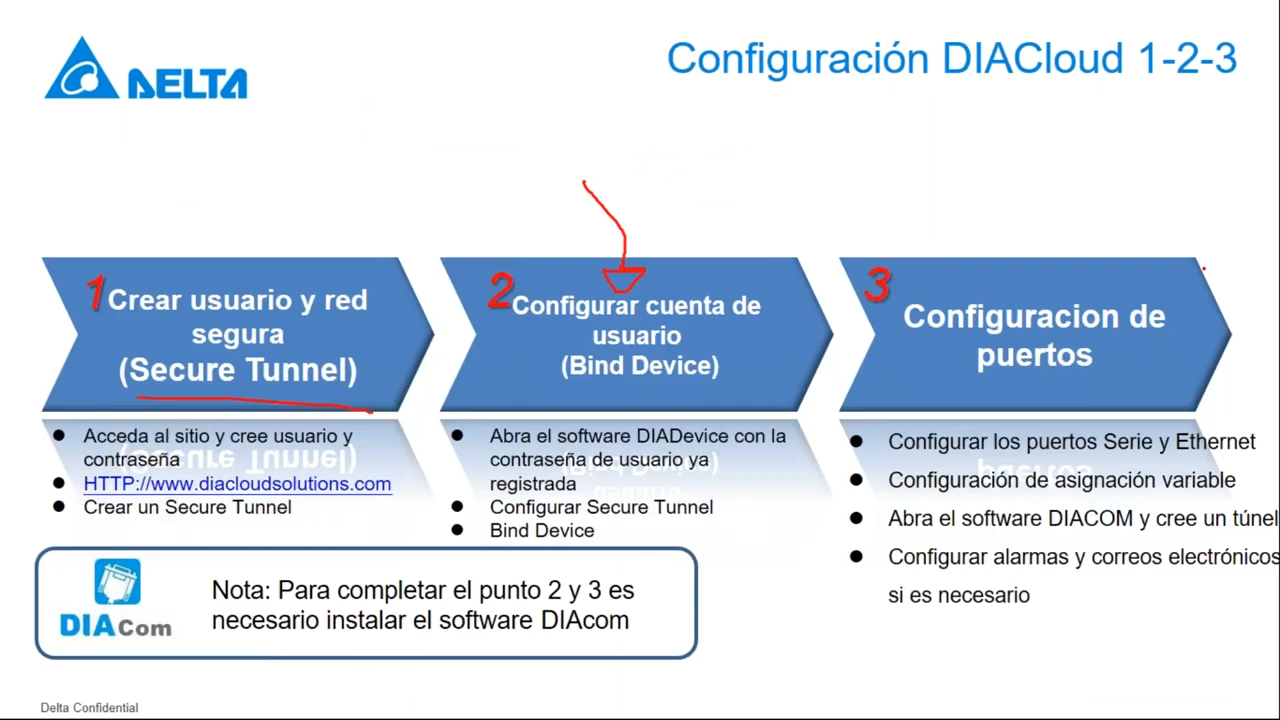 DELTA
Configuración DIACloud 1-2-3
1
Crear usuario y red
segura
(Secure Tunnel)
Acceda al sitio y cree usuario y
contraseña
HTTP://www.diacloudsolutions.com
Crear un Secure Tunnel
2
Configurar cuenta de
usuario
(Bind Device)
Abra el software DIADevice con la
contraseña de usuario ya
registrada
Configurar Secure Tunnel
Bind Device
3
Configuracion de
puertos
Configurar los puertos Serie y Ethernet
Configuración de asignación variable
Abra el software DIACOM y cree un túnel
Configurar alarmas y correos electrónicos
si es necesario
DIACom
Nota: Para completar el punto 2 y 3 es
necesario instalar el software DIAcom
Delta Confidential